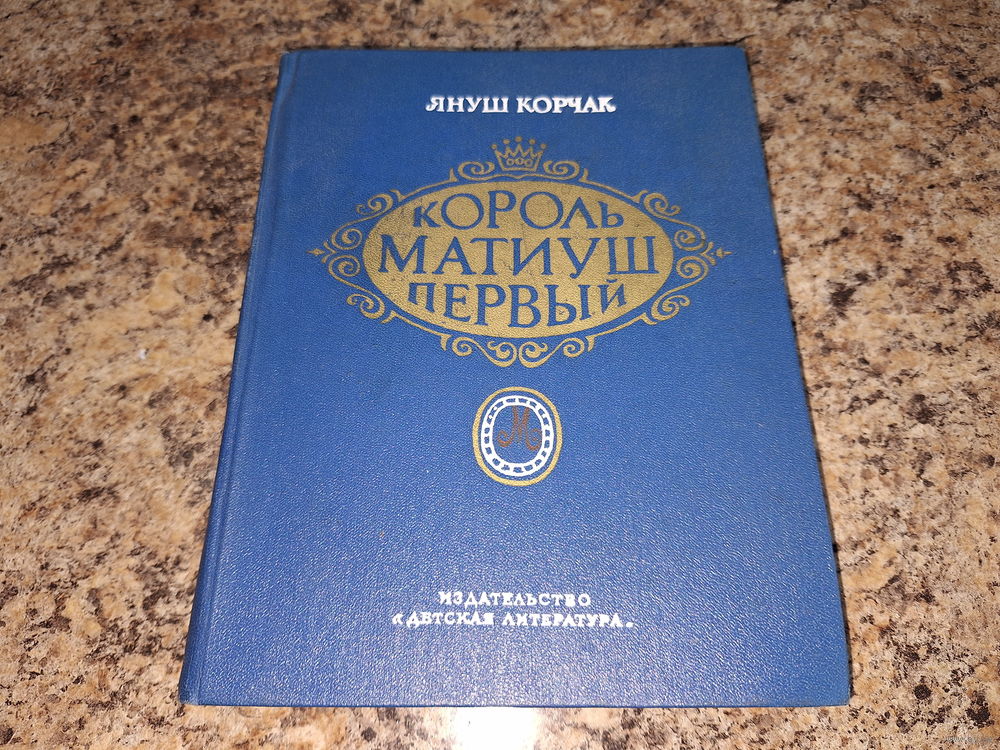 ЯНУШ КОРЧАК
КОРОЛЬ
МАТИУШ
ПЕРВЫЙ
М
ИЗДАТЕЛЬСТВО
«ДЕТСКАЯ ЛИТЕРАТУРА»